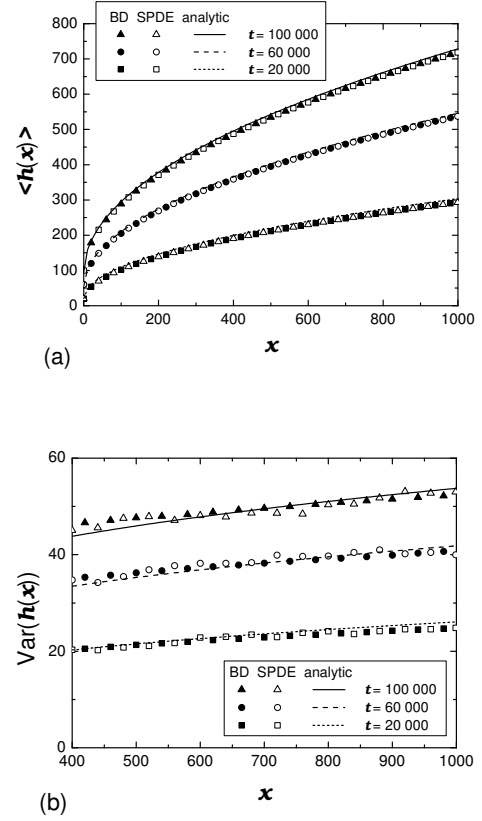 BD SPDE analytic
t= 100 000
t= 60 000
t= 20 000
800
700
600
500
400
300
200
100
0
<h(x)>
0 200 400 600 800 1000
x
(a)
60
40
20
0
Var(h(x))
BD SPDE analytic
t= 100 000
t= 60 000
t= 20 000
400 500 600 700 800 900 1000
x
(b)